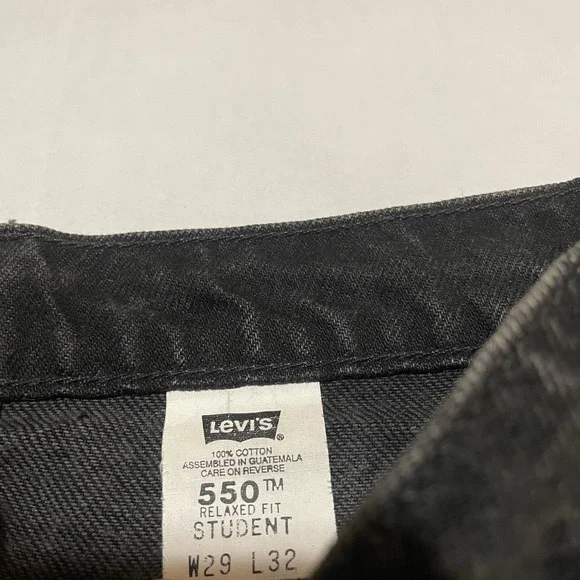 Levi's ®
100% COTTON
ASSEMBLED IN GUATEMALA
CARE ON REVERSE
550™
RELAXED FIT
STUDENT
W29 L32